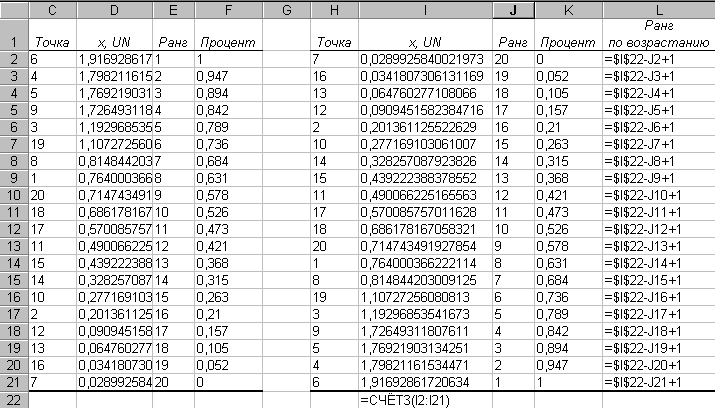 C D E F G H I J K L
1 Точка x, UN Ранг Процент Точка x, UN Ранг Процент Ранг по возрастанию
2 6 1,916928617 1 1 7 0,0289925840021973 20 0 =$I$22-J2+1
3 4 1,798211615 2 0,947 16 0,0341807306131169 19 0,052 =$I$22-J3+1
4 5 1,769219031 3 0,894 13 0,064760277108066 18 0,105 =$I$22-J4+1
5 9 1,726493118 4 0,842 12 0,0909451582384716 17 0,157 =$I$22-J5+1
6 3 1,192968535 5 0,789 2 0,201361125522629 16 0,21 =$I$22-J6+1
7 19 1,107272560 6 0,736 10 0,277169103061007 15 0,263 =$I$22-J7+1
8 8 0,814844203 7 0,684 14 0,328257087923826 14 0,315 =$I$22-J8+1
9 1 0,764000366 8 0,631 15 0,439222388378552 13 0,368 =$I$22-J9+1
10 20 0,714743491 9 0,578 11 0,490066225165563 12 0,421 =$I$22-J10+1
11 18 0,686178167 10 0,526 17 0,570085757011628 11 0,473 =$I$22-J11+1
12 17 0,570085757 11 0,473 18 0,686178167058321 10 0,526 =$I$22-J12+1
13 11 0,490066225 12 0,421 20 0,714743491927854 9 0,578 =$I$22-J13+1
14 15 0,439222388 13 0,368 1 0,764000366222114 8 0,631 =$I$22-J14+1
15 14 0,328257087 14 0,315 8 0,814844203009125 7 0,684 =$I$22-J15+1
16 10 0,277169103 15 0,263 19 1,10727256080813 6 0,736 =$I$22-J16+1
17 2 0,201361125 16 0,21 3 1,19296853541673 5 0,789 =$I$22-J17+1
18 12 0,090945158 17 0,157 9 1,72649311807611 4 0,842 =$I$22-J18+1
19 13 0,064760277 18 0,105 5 1,76921903134251 3 0,894 =$I$22-J19+1
20 16 0,034180730 19 0,052 4 1,79821161534471 2 0,947 =$I$22-J20+1
21 7 0,028992584 20 0 6 1,91692861720634 1 1 =$I$22-J21+1
22 =СЧЁТЗ(I2:I21)